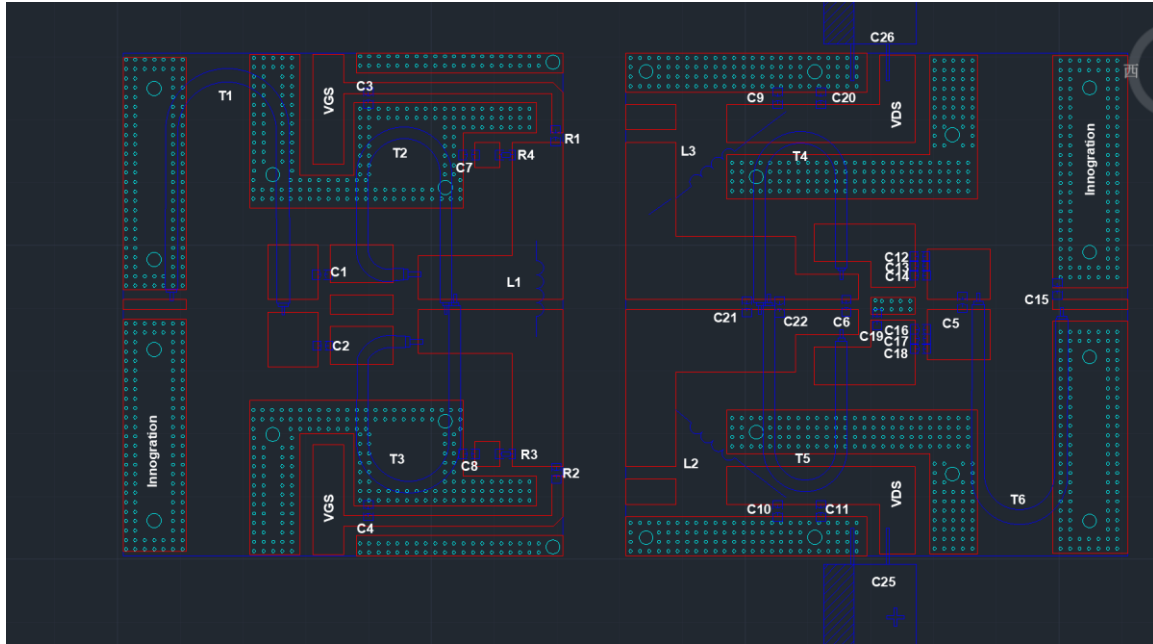 C26
西
T1
C3
VGS
C9
C20
VDS
R1
T2
L3
T4
C7
R4
Innogration
C12
C13
C14
C1
L1
C15
C21
C22
C6
C5
C19
C16
C17
C18
C2
Innogration
T3
C8
R3
R2
L2
T5
VGS
VDS
T6
C4
C10
C11
C25